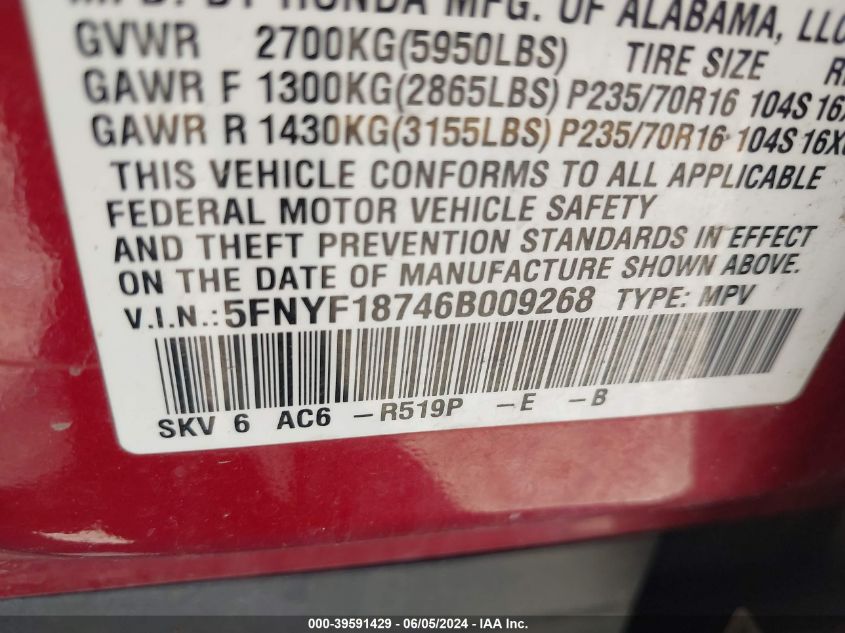 HONDA MFG. OF ALABAMA, LLC
GVWR 2700KG(5950LBS) TIRE SIZE
GAWR F 1300KG(2865LBS) P235/70R16 104S 16X
GAWR R 1430KG(3155LBS) P235/70R16 104S 16X
THIS VEHICLE CONFORMS TO ALL APPLICABLE
FEDERAL MOTOR VEHICLE SAFETY
AND THEFT PREVENTION STANDARDS IN EFFECT
ON THE DATE OF MANUFACTURE SHOWN ABOVE.
V.I.N.:5FNYF18746B009268 TYPE: MPV
SKV 6 AC6 -R519P -E -B
000-39591429 | 06/05/2024 - IAA Inc.